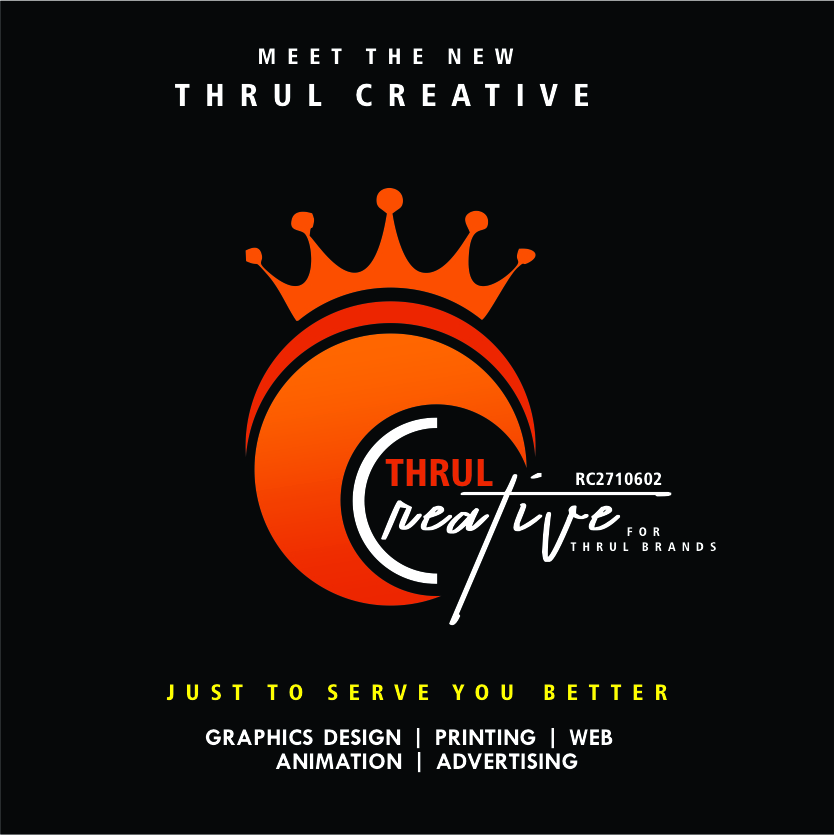 MEET THE NEW
THRUL CREATIVE
THRUL
RC2710602
Creative
FOR
THRUL BRANDS
JUST TO SERVE YOU BETTER
GRAPHICS DESIGN | PRINTING | WEB
ANIMATION | ADVERTISING